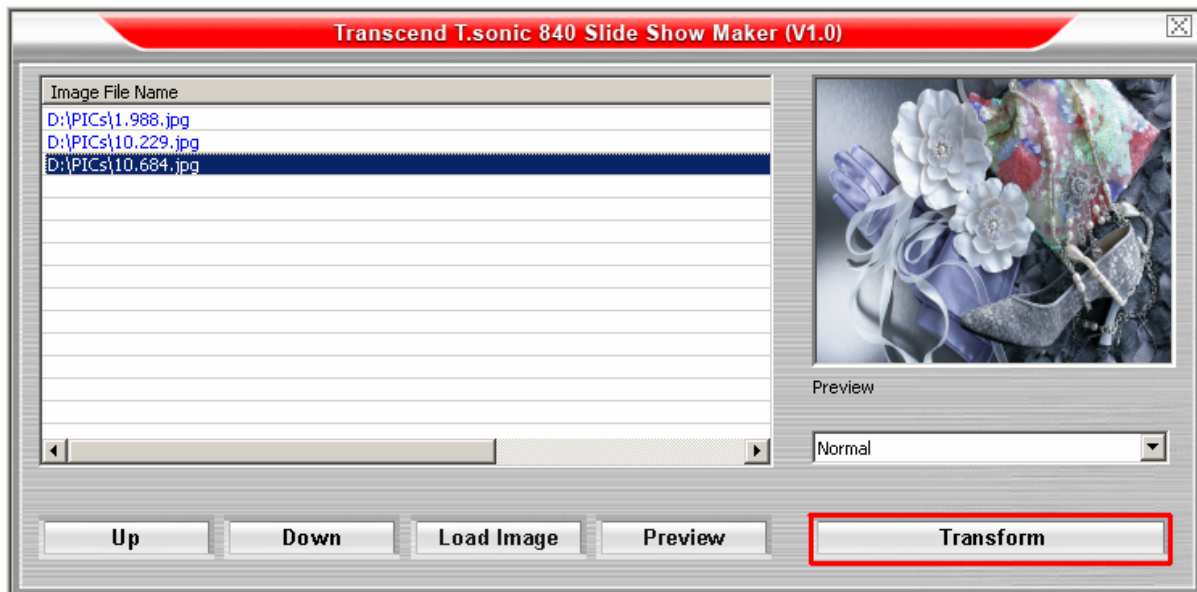 Transcend T.sonic 840 Slide Show Maker (V1.0)
Image File Name
D:\PICs\1.988.jpg
D:\PICs\10.229.jpg
D:\PICs\10.684.jpg
Preview
Normal
Up
Down
Load Image
Preview
Transform